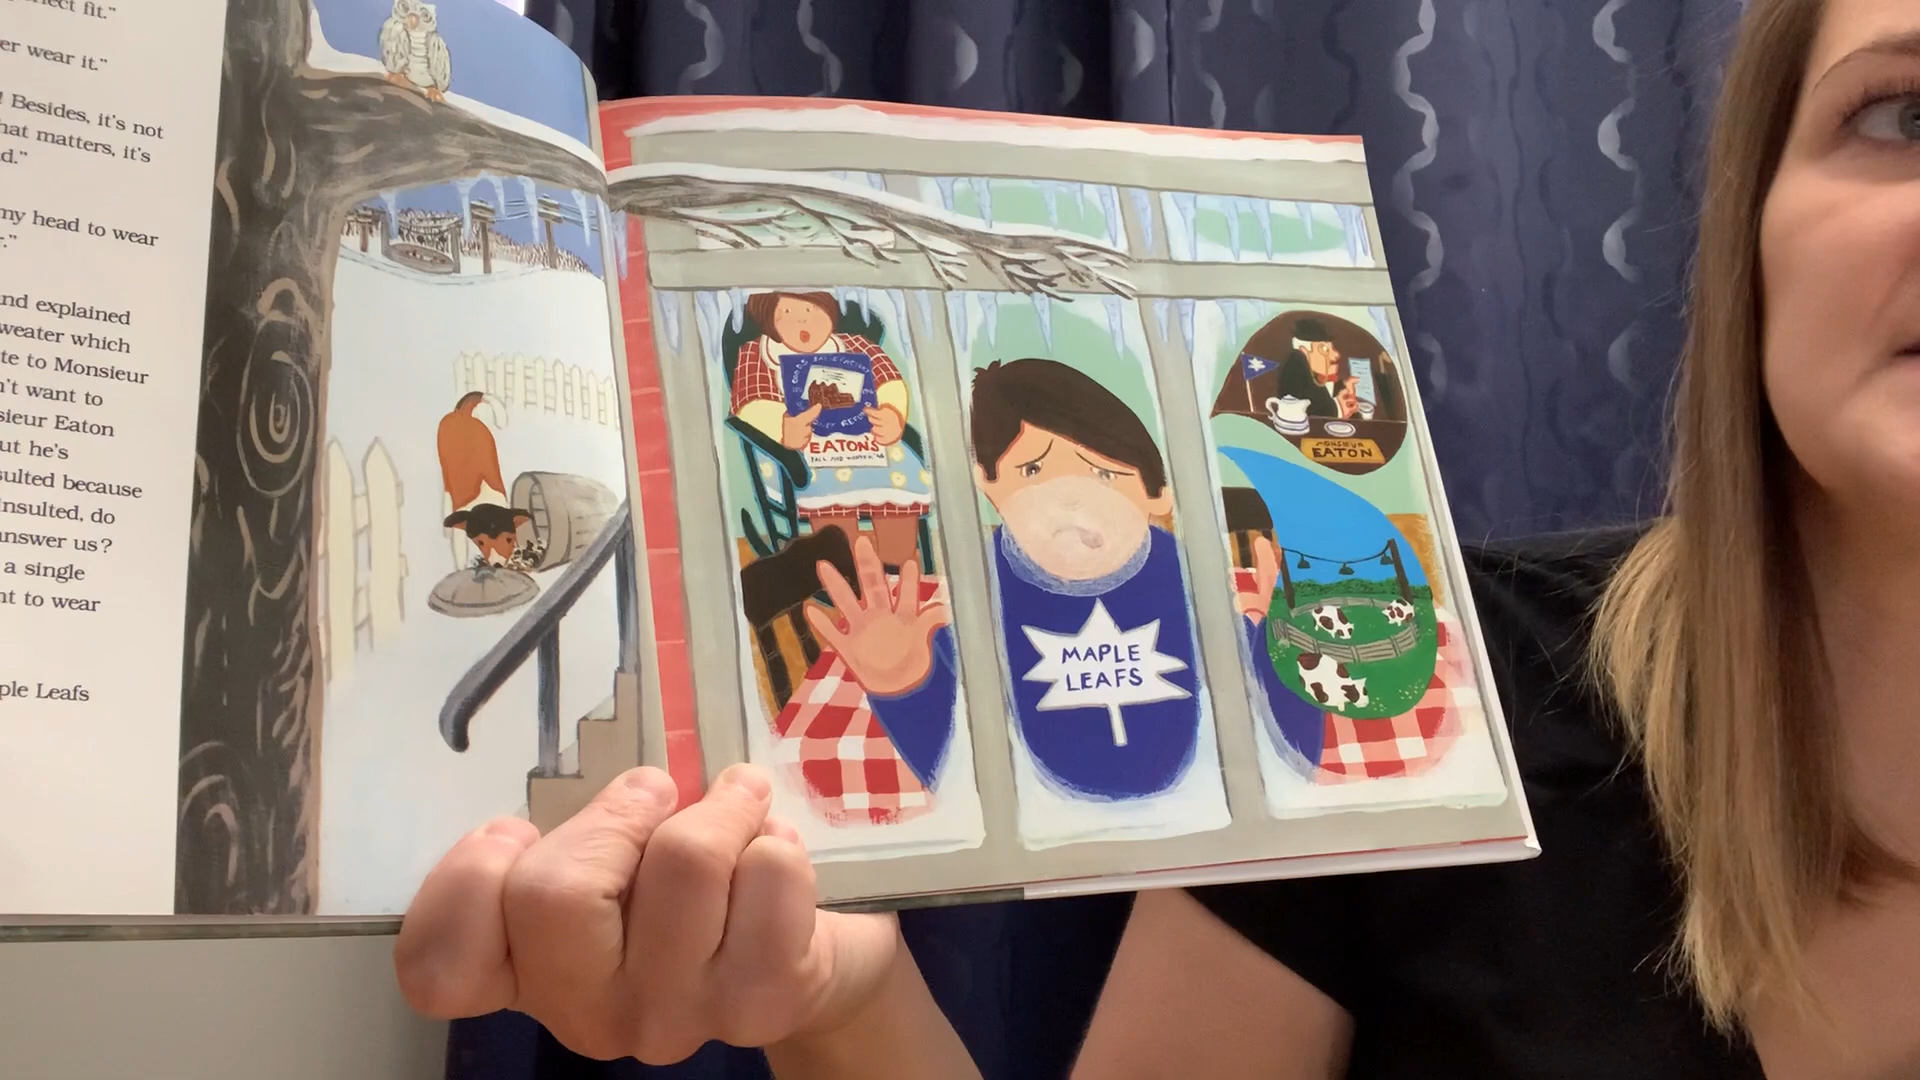 fit."
er wear it."
! Besides, it's not
hat matters, it's
d."
my head to wear
."
nd explained
weater which
te to Monsieur
n't want to
sieur Eaton
ut he's
sulted because
insulted, do
answer us?
a single
nt to wear
ple Leafs
EATON'S
MAPLE
LEAFS
MONSIEUR
EATON